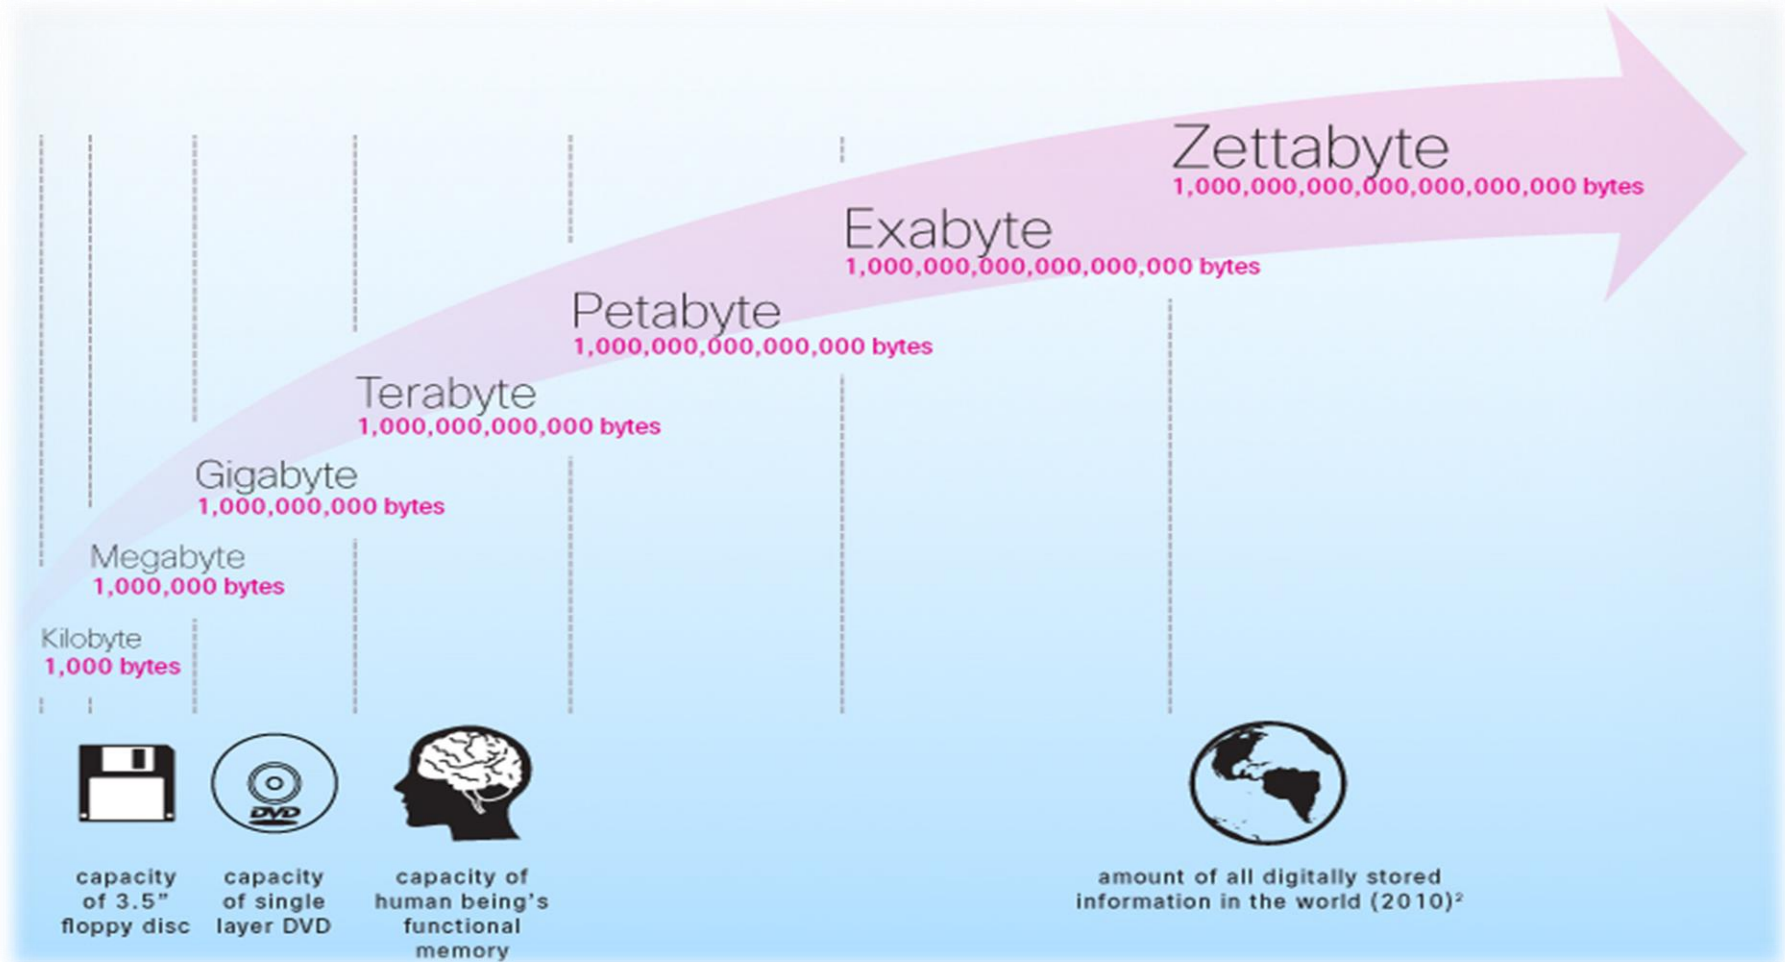 Zettabyte
1,000,000,000,000,000,000,000 bytes
Exabyte
1,000,000,000,000,000,000 bytes
Petabyte
1,000,000,000,000,000 bytes
Terabyte
1,000,000,000,000 bytes
Gigabyte
1,000,000,000 bytes
Megabyte
1,000,000 bytes
Kilobyte
1,000 bytes
DVD
capacity
of 3.5”
floppy disc
capacity
of single
layer DVD
capacity of
human being’s
functional
memory
amount of all digitally stored
information in the world (2010)²